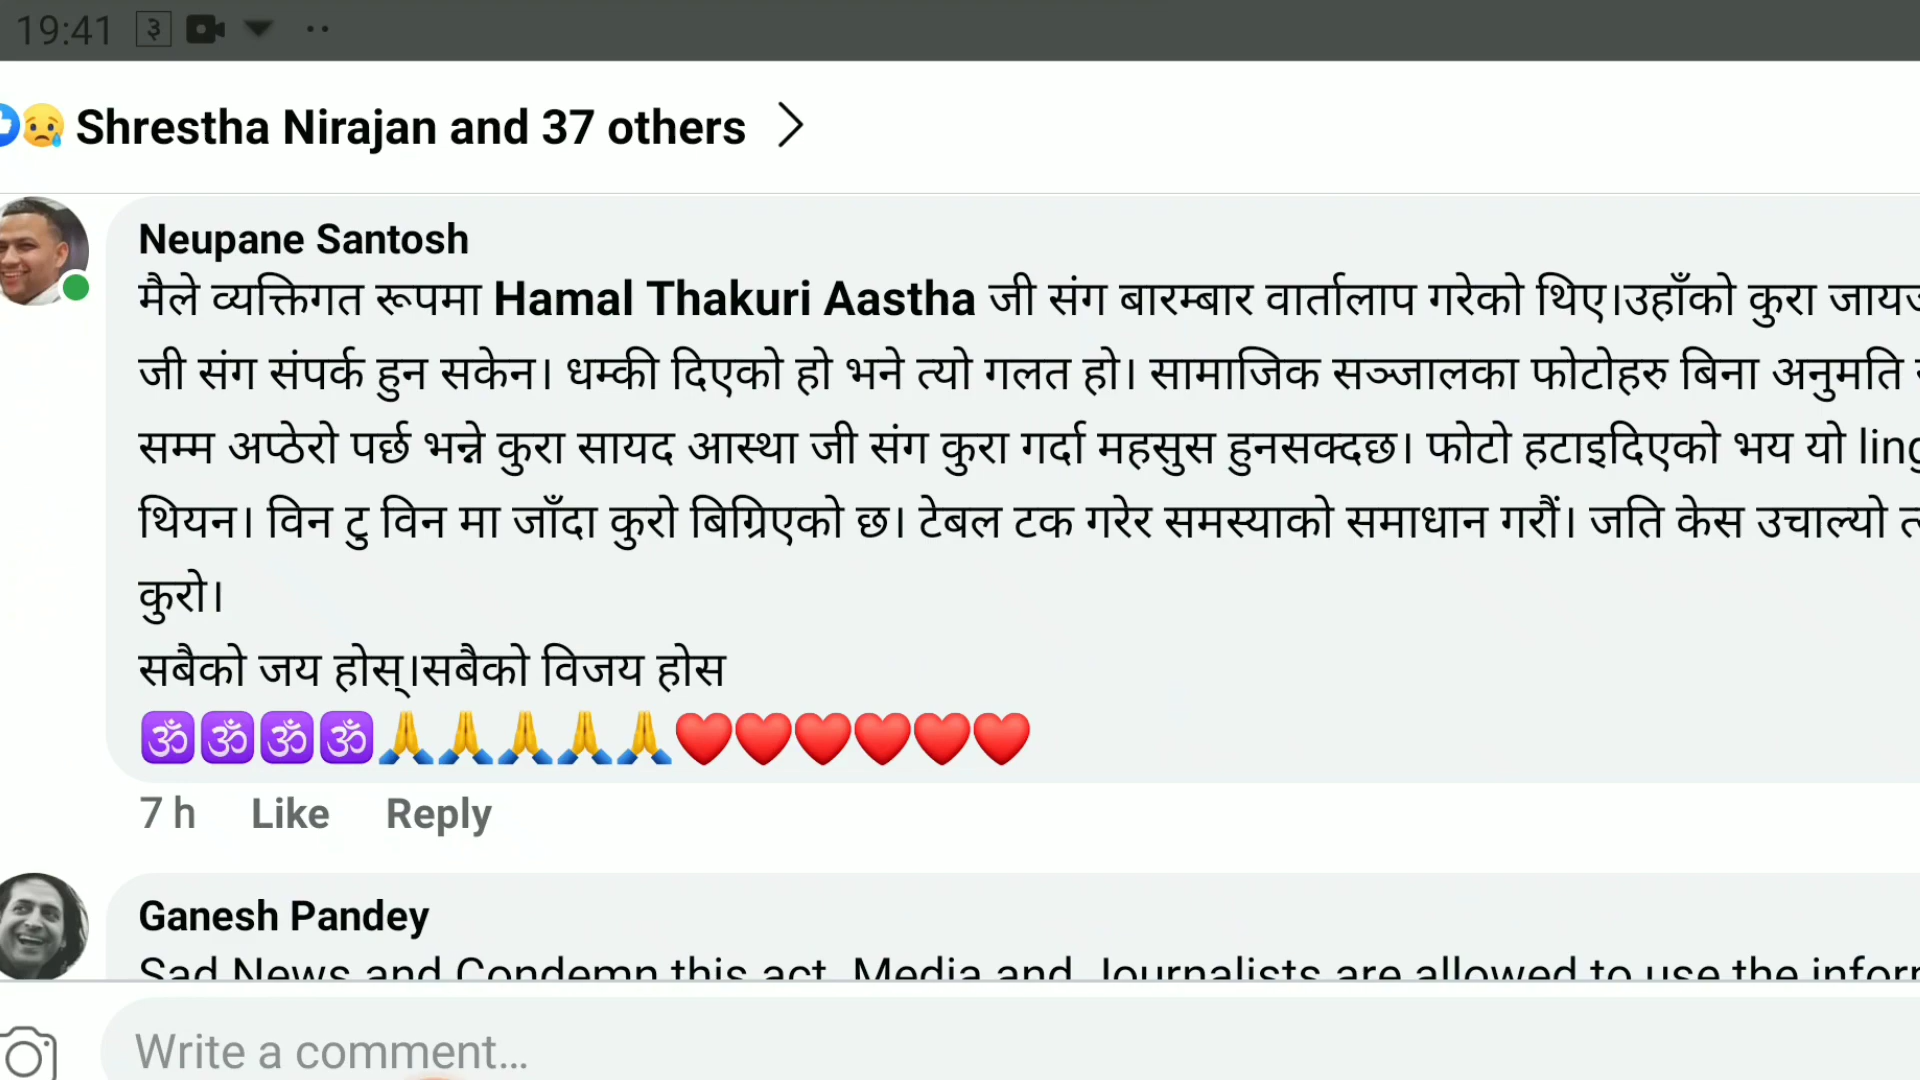 19:41 ३
Shrestha Nirajan and 37 others
Neupane Santosh
मैले व्यक्तिगत रूपमा Hamal Thakuri Aastha जी संग बारम्बार वार्तालाप गरेको थिए।उहाँको कुरा
जी संग संपर्क हुन सकेन। धम्की दिएको हो भने त्यो गलत हो। सामाजिक सञ्जालका फोटोहरु बिना अनुमति
सम्म अप्ठेरो पर्छ भन्ने कुरा सायद आस्था जी संग कुरा गर्दा महसुस हुनसक्दछ। फोटो हटाइदिएको भय यो
थियन। विन टु विन मा जाँदा कुरो बिग्रिएको छ। टेबल टक गरेर समस्याको समाधान गरौं। जति केस उचाल्यो
कुरो।
सबैको जय होस्।सबैको विजय होस
🕉🕉🕉🕉🙏🙏🙏🙏🙏❤️❤️❤️❤️❤️❤️
7 h Like Reply
Ganesh Pandey
Sad News and Condemn this act. Media and Journalists are allowed to use the
Write a comment...